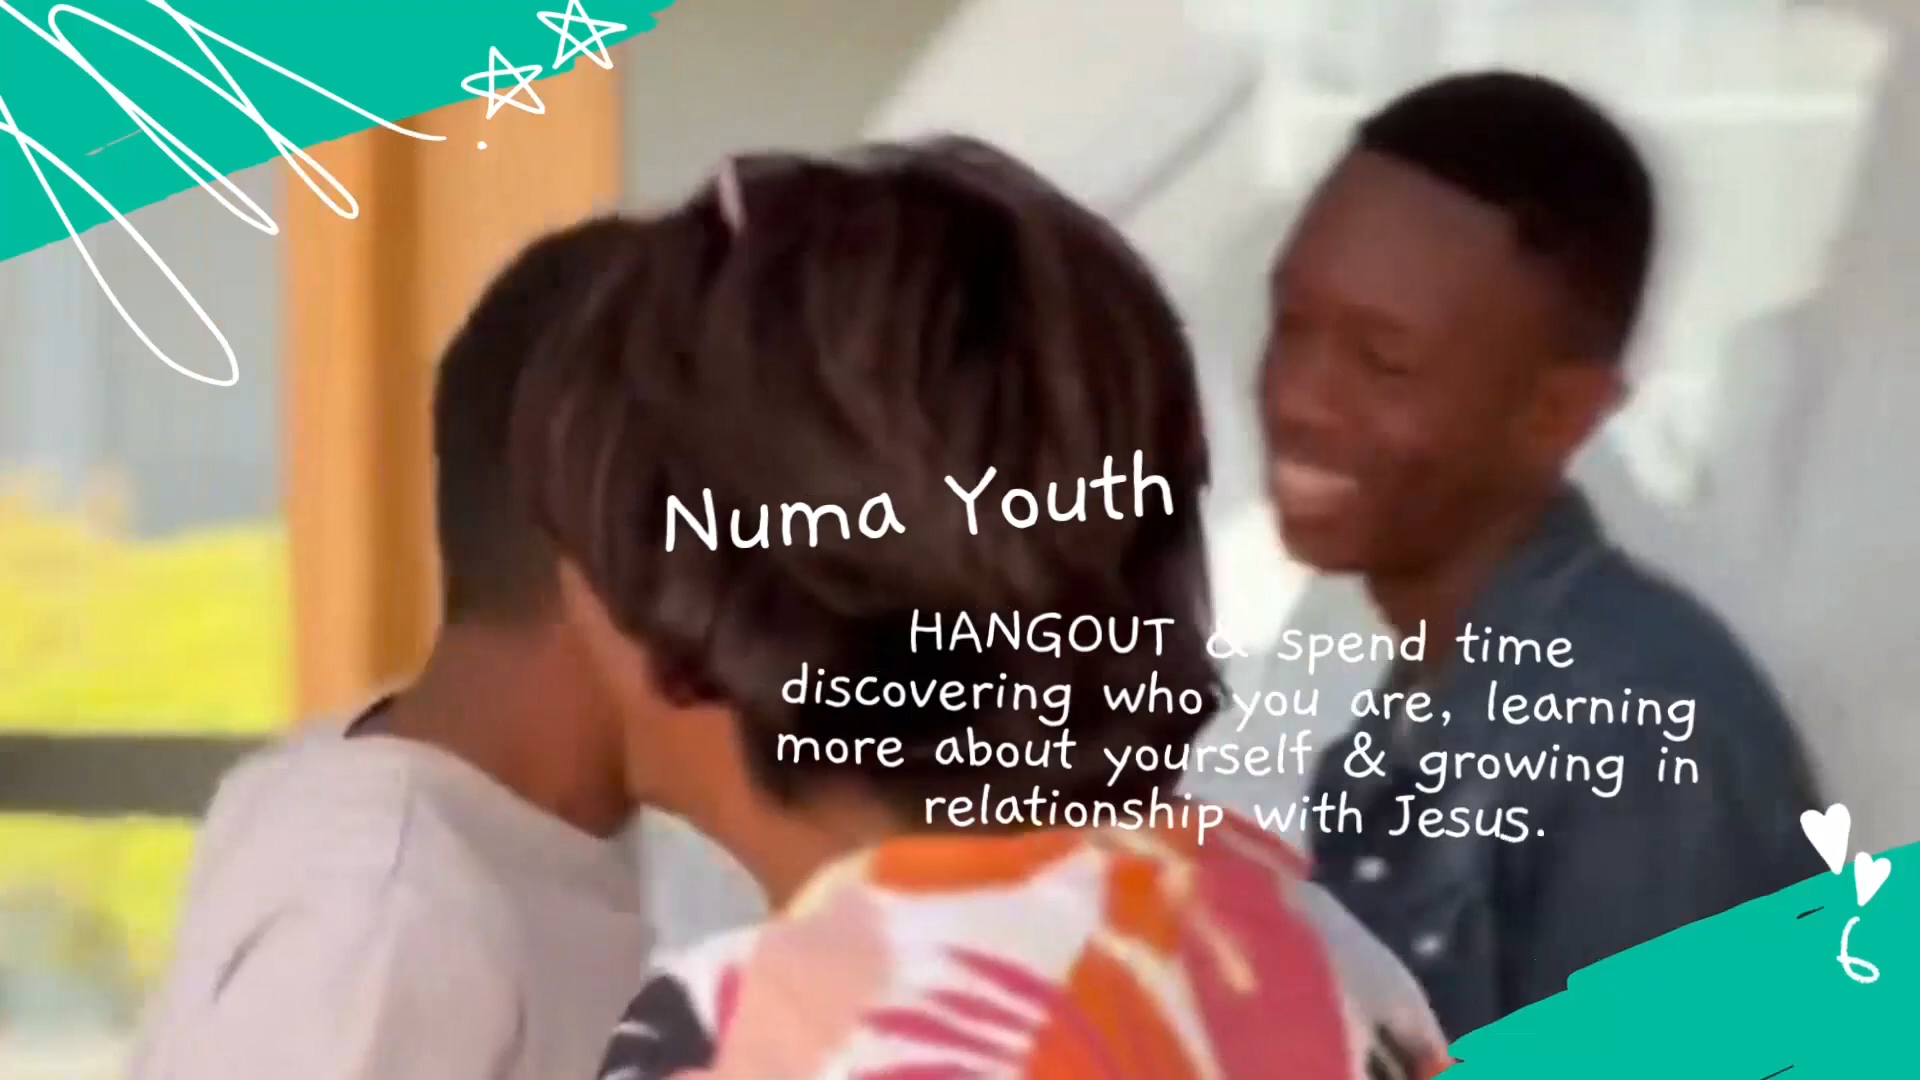 Numa Youth
HANGOUT & spend time
discovering who you are, learning
more about yourself & growing in
relationship with Jesus.